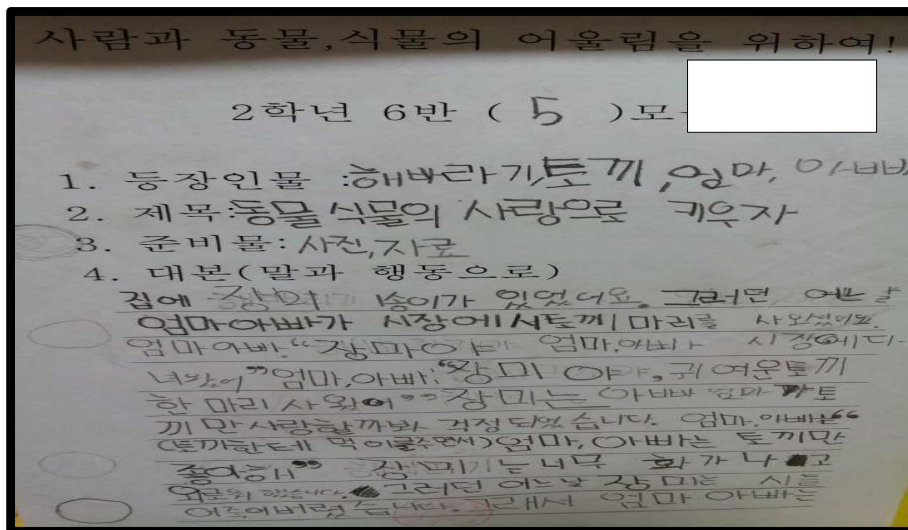 사람과 동물,식물의 어울림을 위하여!
2학년 6반 ( 5 )모
1. 등장인물 :해바라기,토끼,엄마,아빠
2. 제목:동물 식물의 사랑으로 키우자
3. 준비물:사진,자료
4. 대본(말과 행동으로)
집에 장미 1송이가 있었어요. 그러던 어느 날
엄마아빠가 시장에서토끼1마리를 사오셨어요.
엄마아빠:“장미야 엄마,아빠 시장에 다
녀왔어”엄마,아빠:“장미야,귀여운토끼
한 마리 사왔어”장미는 아빠 엄마가토
끼만사랑할까봐 걱정되었습니다. 엄마,아빠는“
(토끼한테 먹이를주면서)엄마,아빠는 토끼만
좋아해” 장미는너무 화가 나고
그러던 어느날 장미는 시들
어죽어버렸습니다.그래서 엄마 아빠는